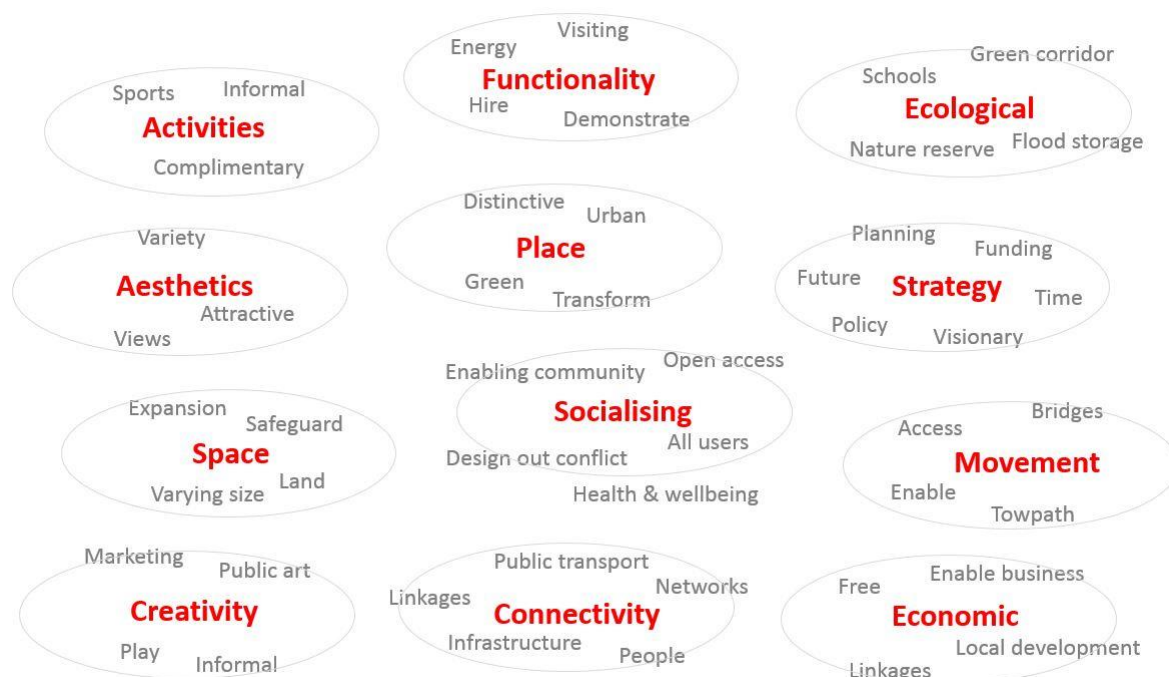 Sports
Informal
Activities
Complimentary
Visiting
Energy
Functionality
Hire
Demonstrate
Green corridor
Schools
Ecological
Flood storage
Nature reserve
Variety
Aesthetics
Attractive
Views
Distinctive
Urban
Place
Green
Transform
Planning
Funding
Future
Strategy
Time
Policy
Visionary
Expansion
Safeguard
Space
Land
Varying size
Open access
Enabling community
Socialising
All users
Design out conflict
Health & wellbeing
Bridges
Access
Movement
Enable
Towpath
Marketing
Public art
Creativity
Play
Informal
Public transport
Networks
Linkages
Connectivity
Infrastructure
People
Enable business
Free
Economic
Local development
Linkages